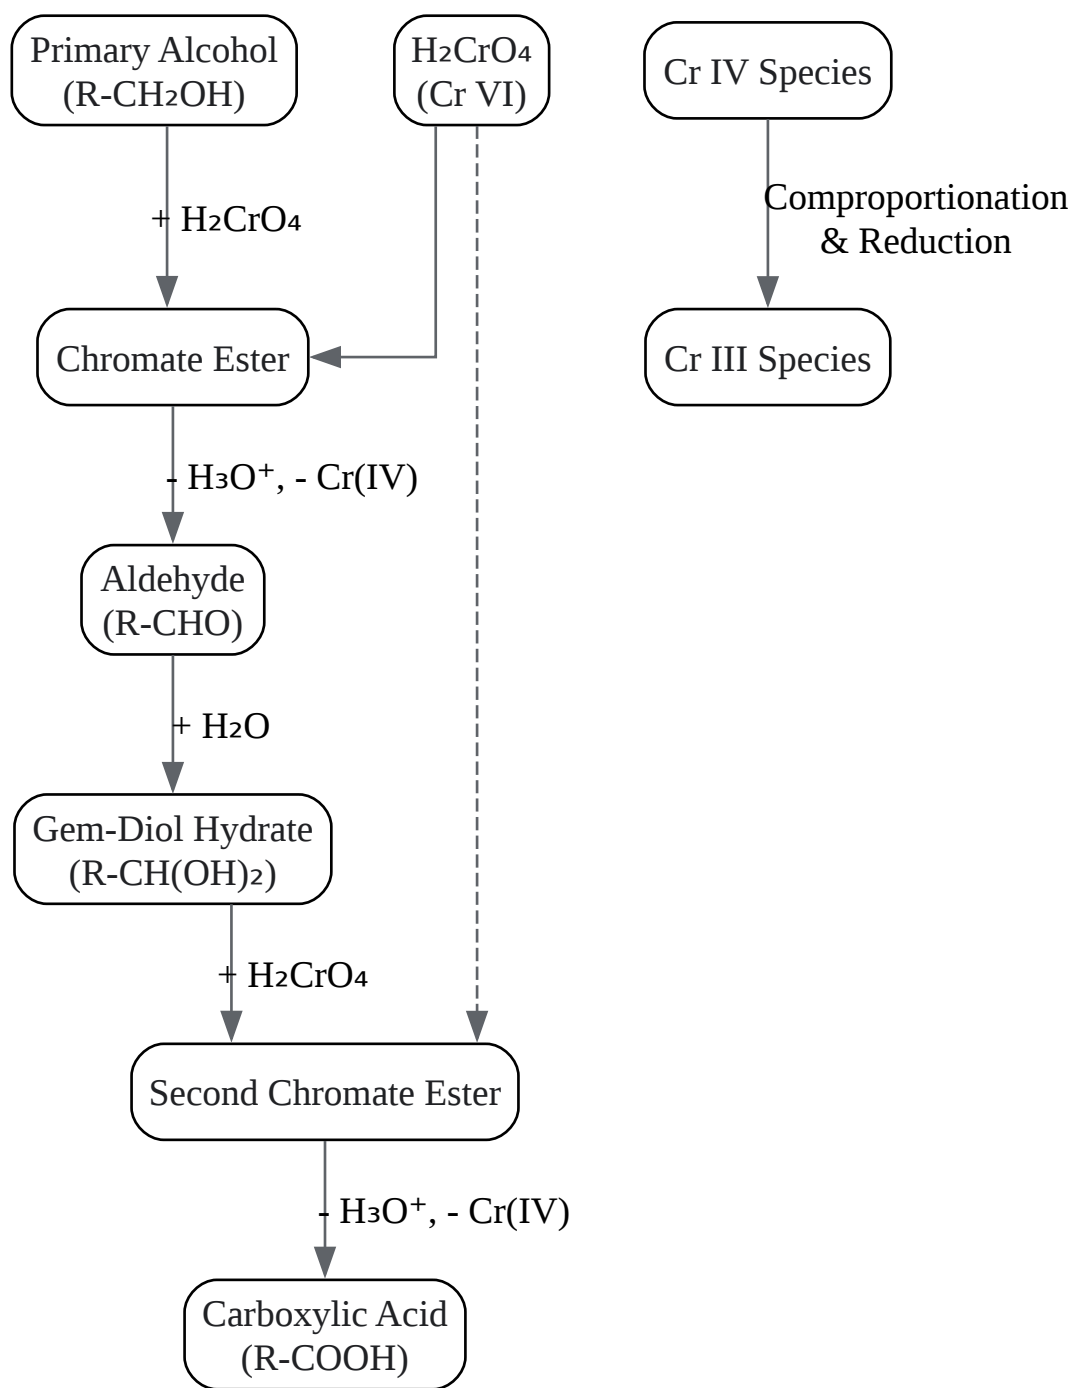 Primary Alcohol
(R-CH₂OH)
H₂CrO₄
(Cr VI)
Cr IV Species
+ H₂CrO₄
Comproportionation
& Reduction
Chromate Ester
Cr III Species
- H₃O⁺, - Cr(IV)
Aldehyde
(R-CHO)
+ H₂O
Gem-Diol Hydrate
(R-CH(OH)₂)
+ H₂CrO₄
Second Chromate Ester
- H₃O⁺, - Cr(IV)
Carboxylic Acid
(R-COOH)